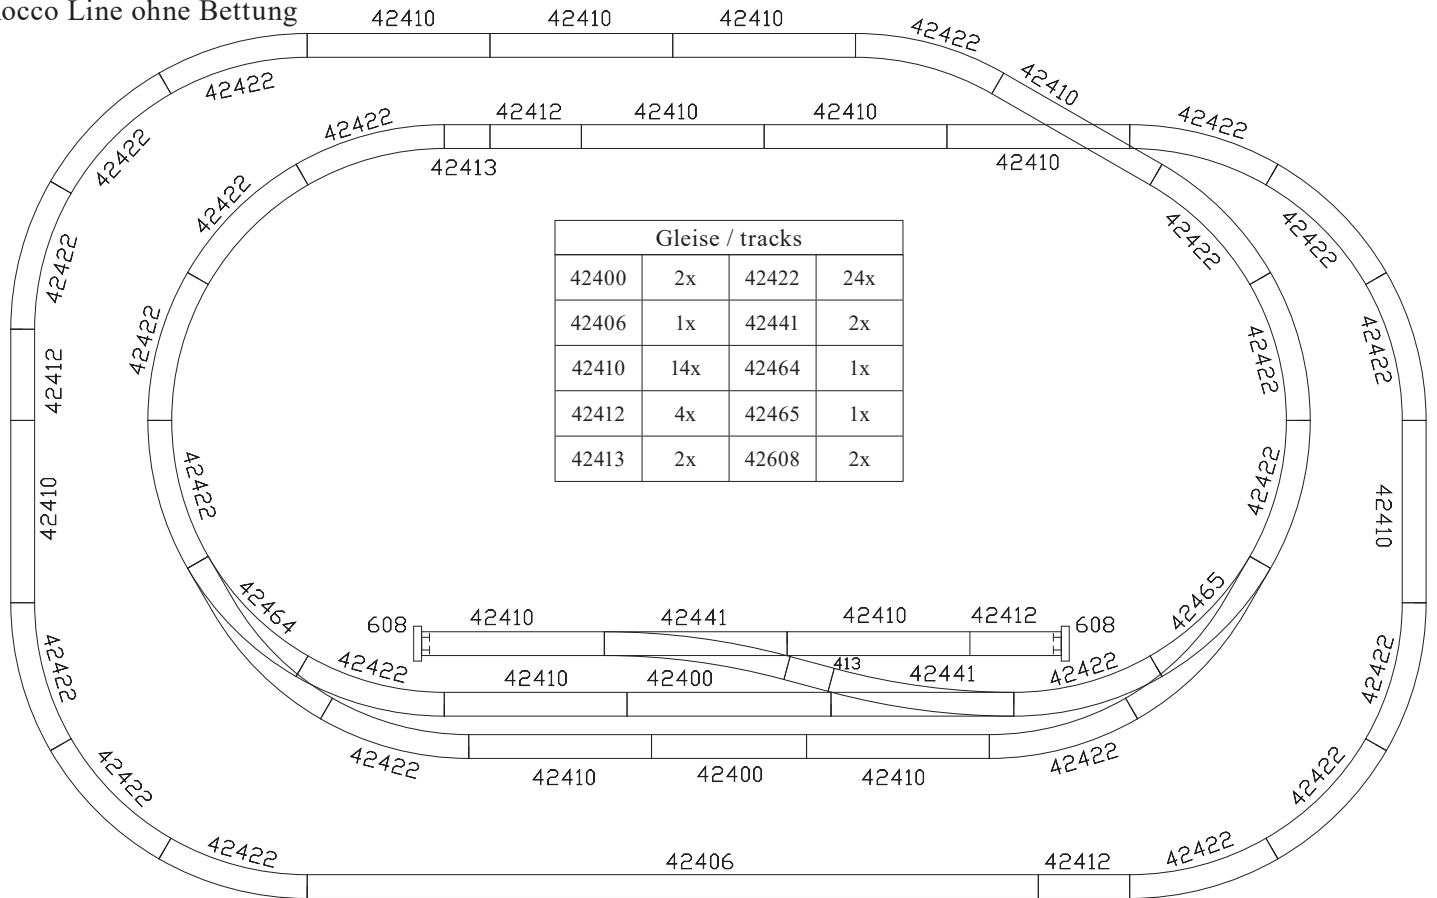 occo Line ohne Bettung
42410 42410 42410 42422
42422 42410
42422 42412 42410 42410 42422
42422 42413 42410
42422 42422 42422
42422
Gleise / tracks
42400 2x 42422 24x
42406 1x 42441 2x
42410 14x 42464 1x
42412 4x 42465 1x
42413 2x 42608 2x
42422 42422 42422
42412
42410 42422 42422 42410
42464 42465
608 42410 42441 42410 42412 608
42422 42422 42413 42441 42422 42422
42410 42400
42422 42422
42410 42400 42410
42422 42422
42422 42406 42412 42422